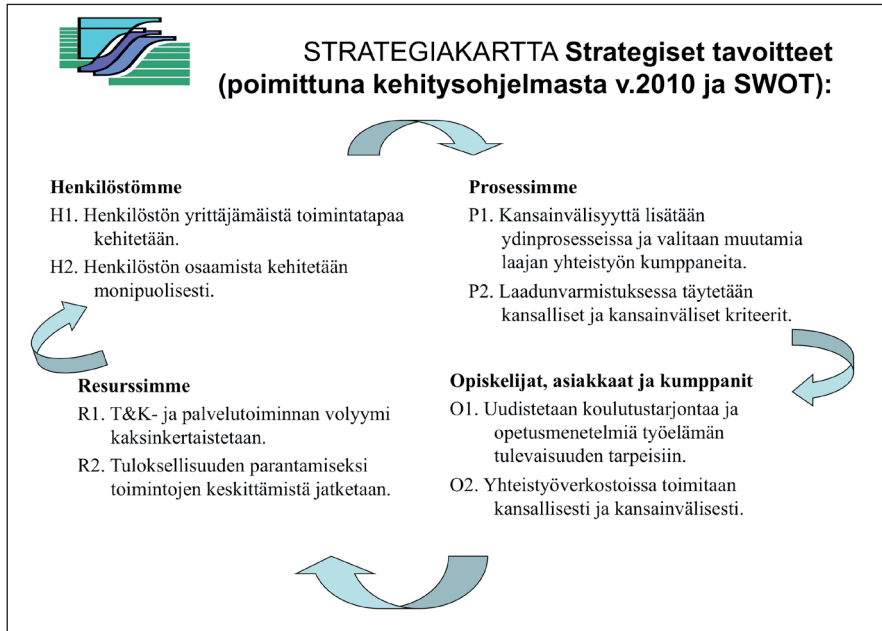 STRATEGIAKARTTA Strategiset tavoitteet
(poimittuna kehitysohjelmasta v.2010 ja SWOT):
Henkilöstömme
H1. Henkilöstön yrittäjämäistä toimintatapaa
kehitetään.
H2. Henkilöstön osaamista kehitetään
monipuolisesti.
Prosessimme
P1. Kansainvälisyyttä lisätään
ydinprosesseissa ja valitaan muutamia
laajan yhteistyön kumppaneita.
P2. Laadunvarmistuksessa täytetään
kansalliset ja kansainväliset kriteerit.
Resurssimme
R1. T&K- ja palvelutoiminnan volyymi
kaksinkertaistetaan.
R2. Tuloksellisuuden parantamiseksi
toimintojen keskittämistä jatketaan.
Opiskelijat, asiakkaat ja kumppanit
O1. Uudistetaan koulutustarjontaa ja
opetusmenetelmiä työelämän
tulevaisuuden tarpeisiin.
O2. Yhteistyöverkostoissa toimitaan
kansallisesti ja kansainvälisesti.